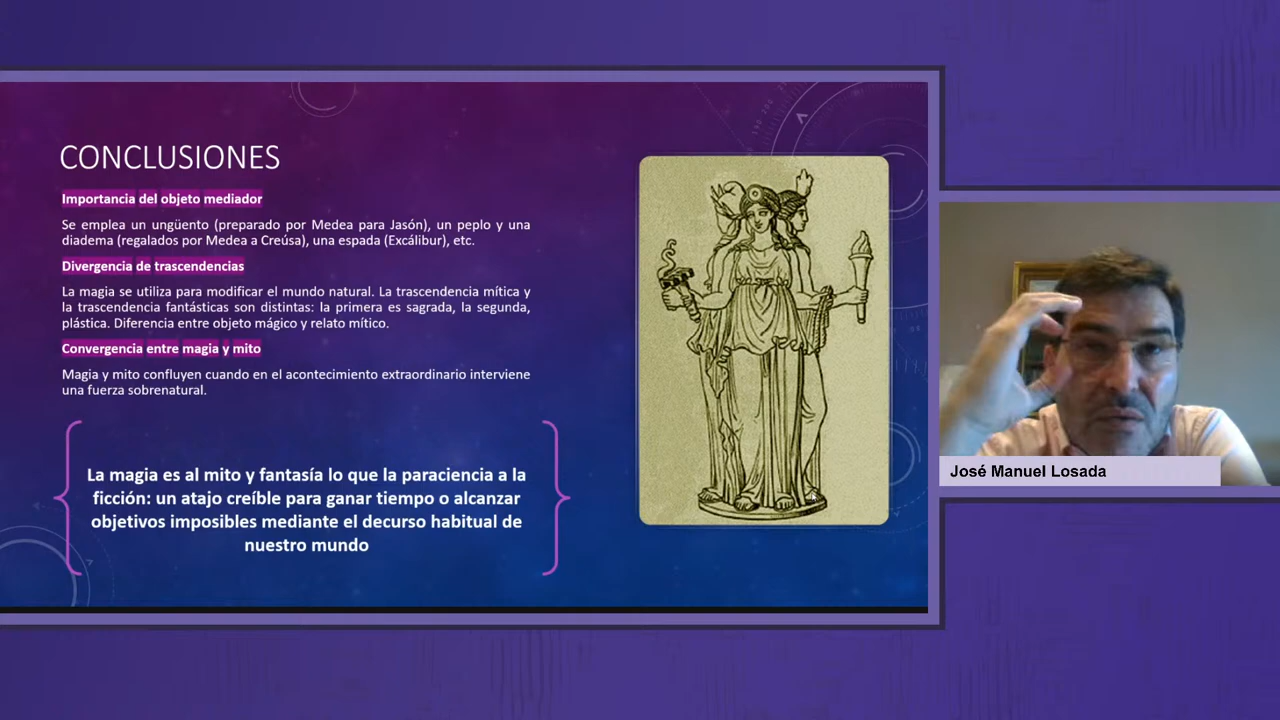 CONCLUSIONES
Importancia del objeto mediador
Se emplea un ungüento (preparado por Medea para Jasón), un peplo y una
diadema (regalados por Medea a Creúsa), una espada (Excálibur), etc.
Divergencia de trascendencias
La magia se utiliza para modificar el mundo natural. La trascendencia mítica y
la trascendencia fantásticas son distintas: la primera es sagrada, la segunda,
plástica. Diferencia entre objeto mágico y relato mítico.
Convergencia entre magia y mito
Magia y mito confluyen cuando en el acontecimiento extraordinario interviene
una fuerza sobrenatural.
La magia es al mito y fantasía lo que la paraciencia a la
ficción: un atajo creíble para ganar tiempo o alcanzar
objetivos imposibles mediante el decurso habitual de
nuestro mundo
José Manuel Losada